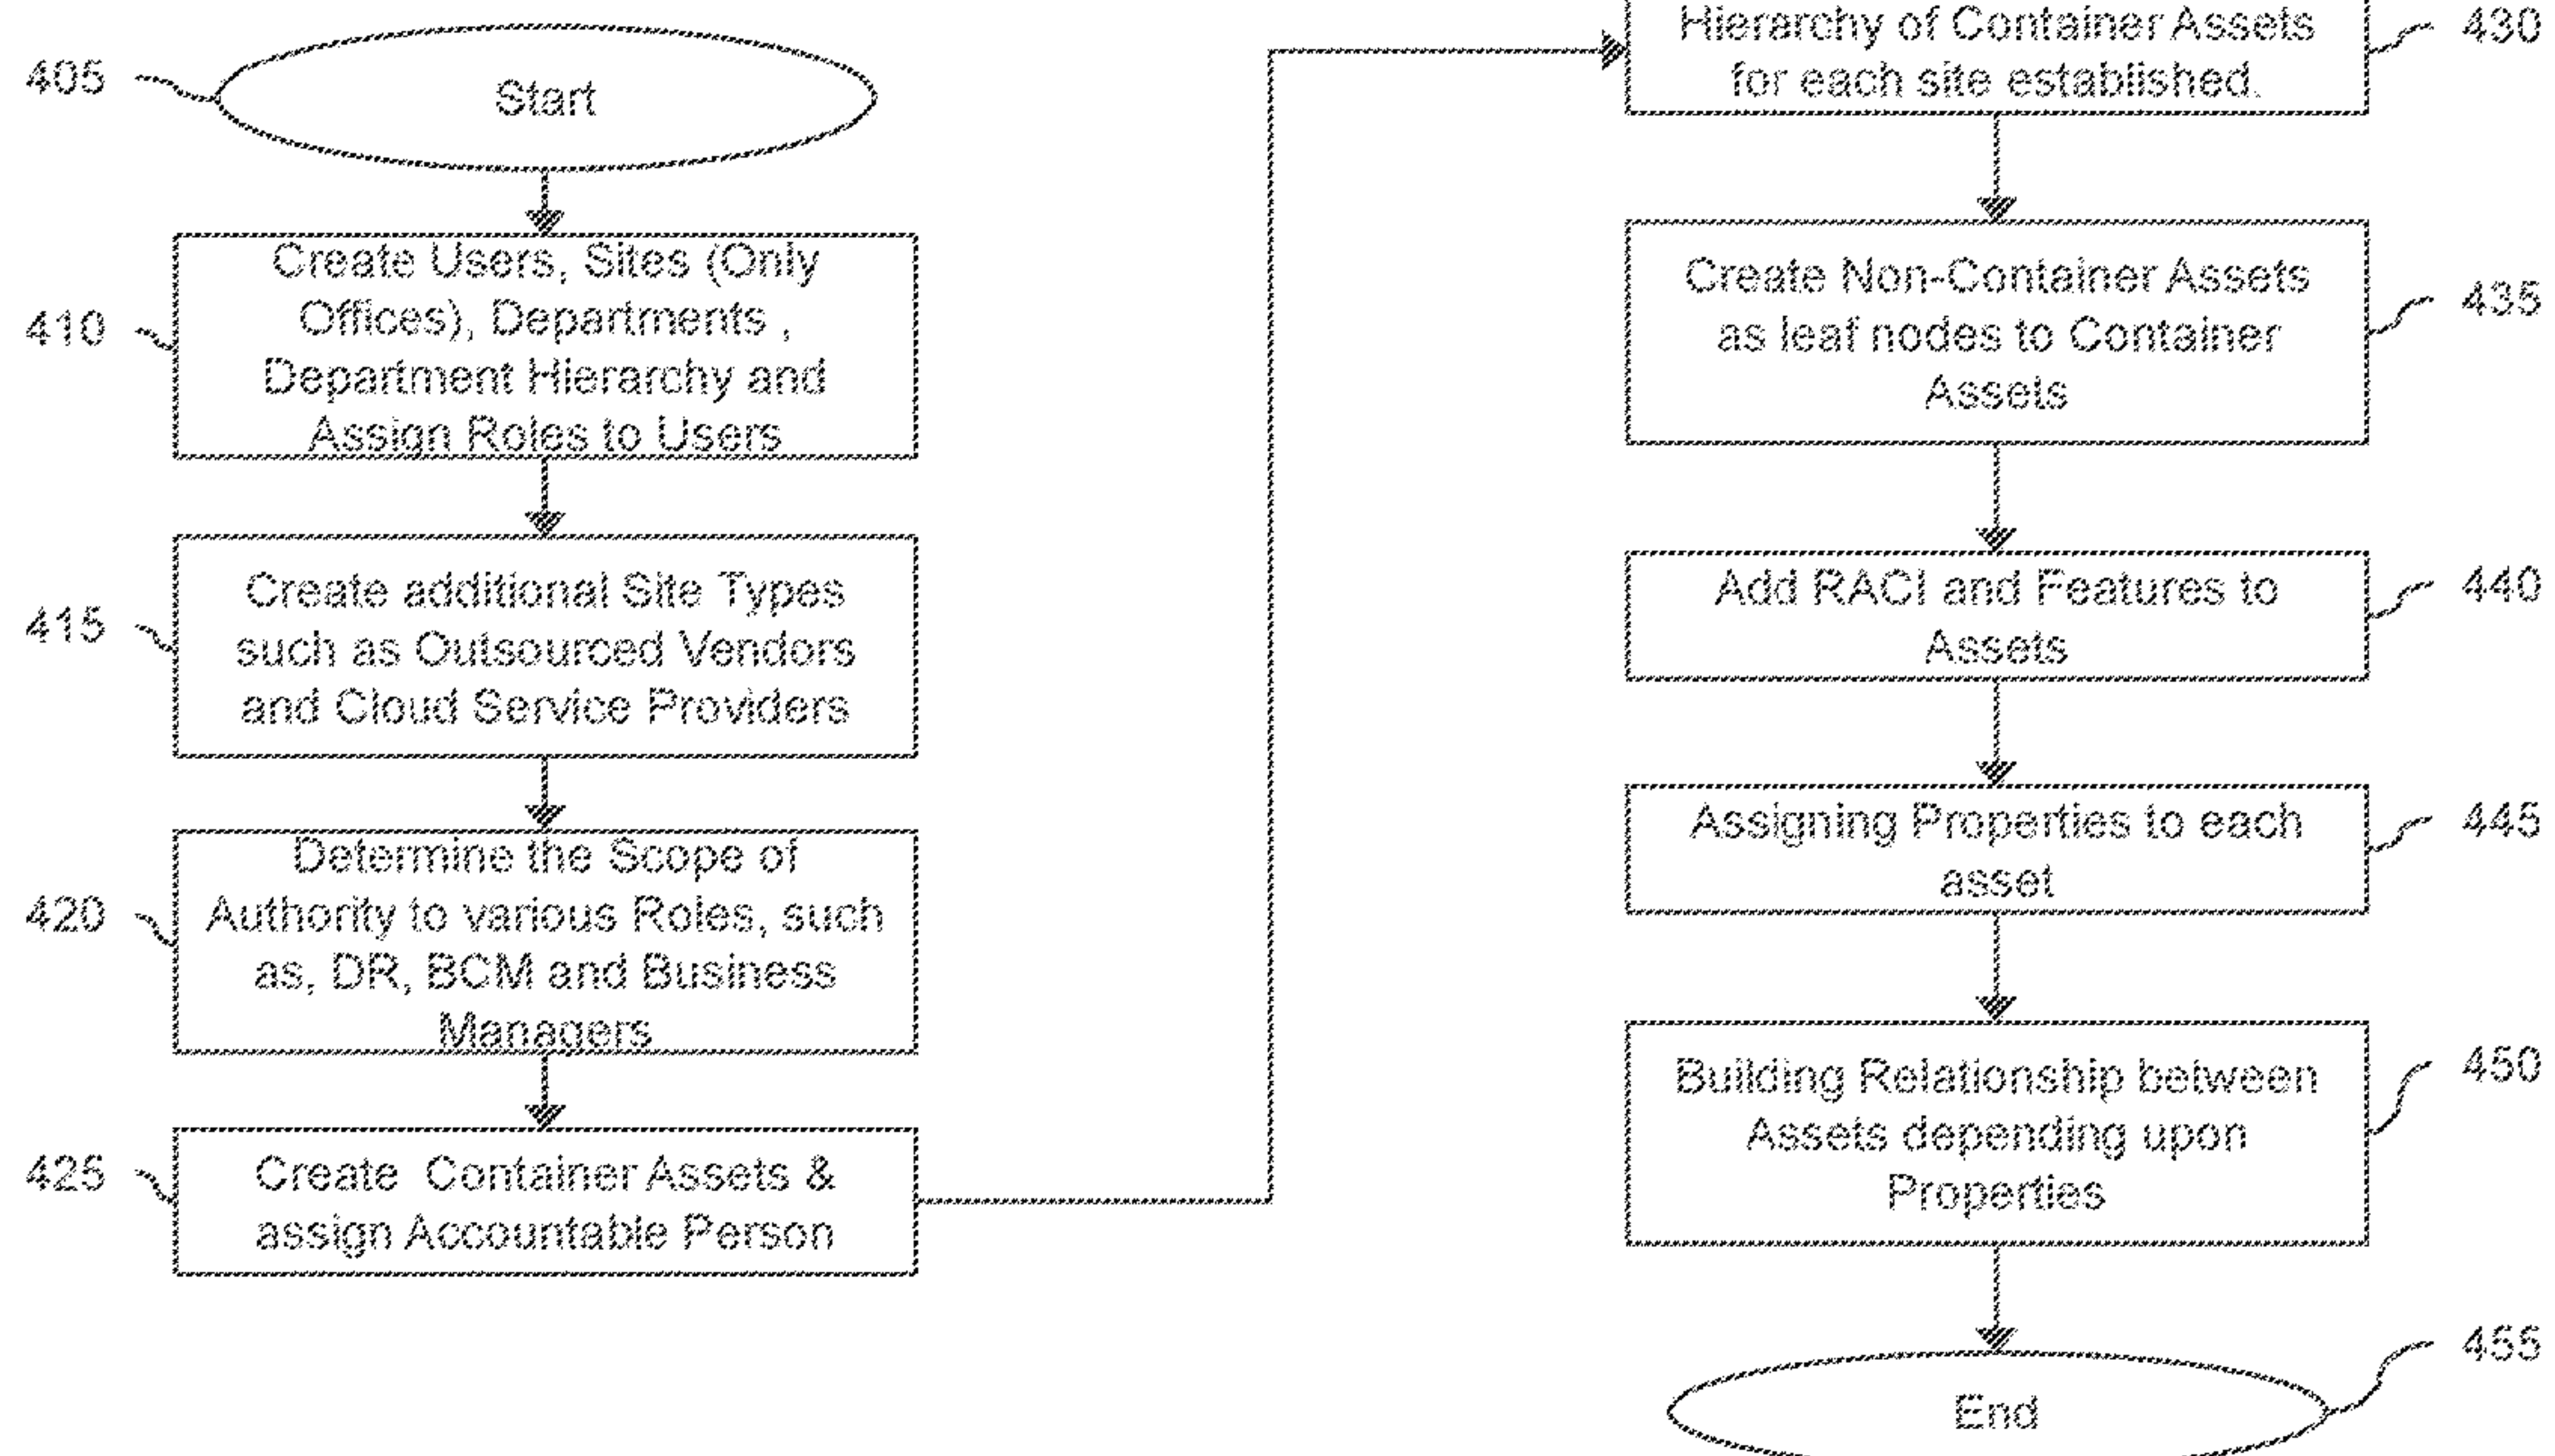 405
Start
410
Create Users, Sites (Only
Offices), Departments ,
Department Hierarchy and
Assign Roles to Users
415
Create additional Site Types
such as Outsourced Vendors
and Cloud Service Providers
420
Determine the Scope of
Authority to various Roles, such
as, DR, BCM and Business
Managers
425
Create Container Assets &
assign Accountable Person
Hierarchy of Container Assets
for each site established.
430
Create Non-Container Assets
as leaf nodes to Container
Assets
435
Add RACI and Features to
Assets
440
Assigning Properties to each
asset
445
Building Relationship between
Assets depending upon
Properties
450
End
455